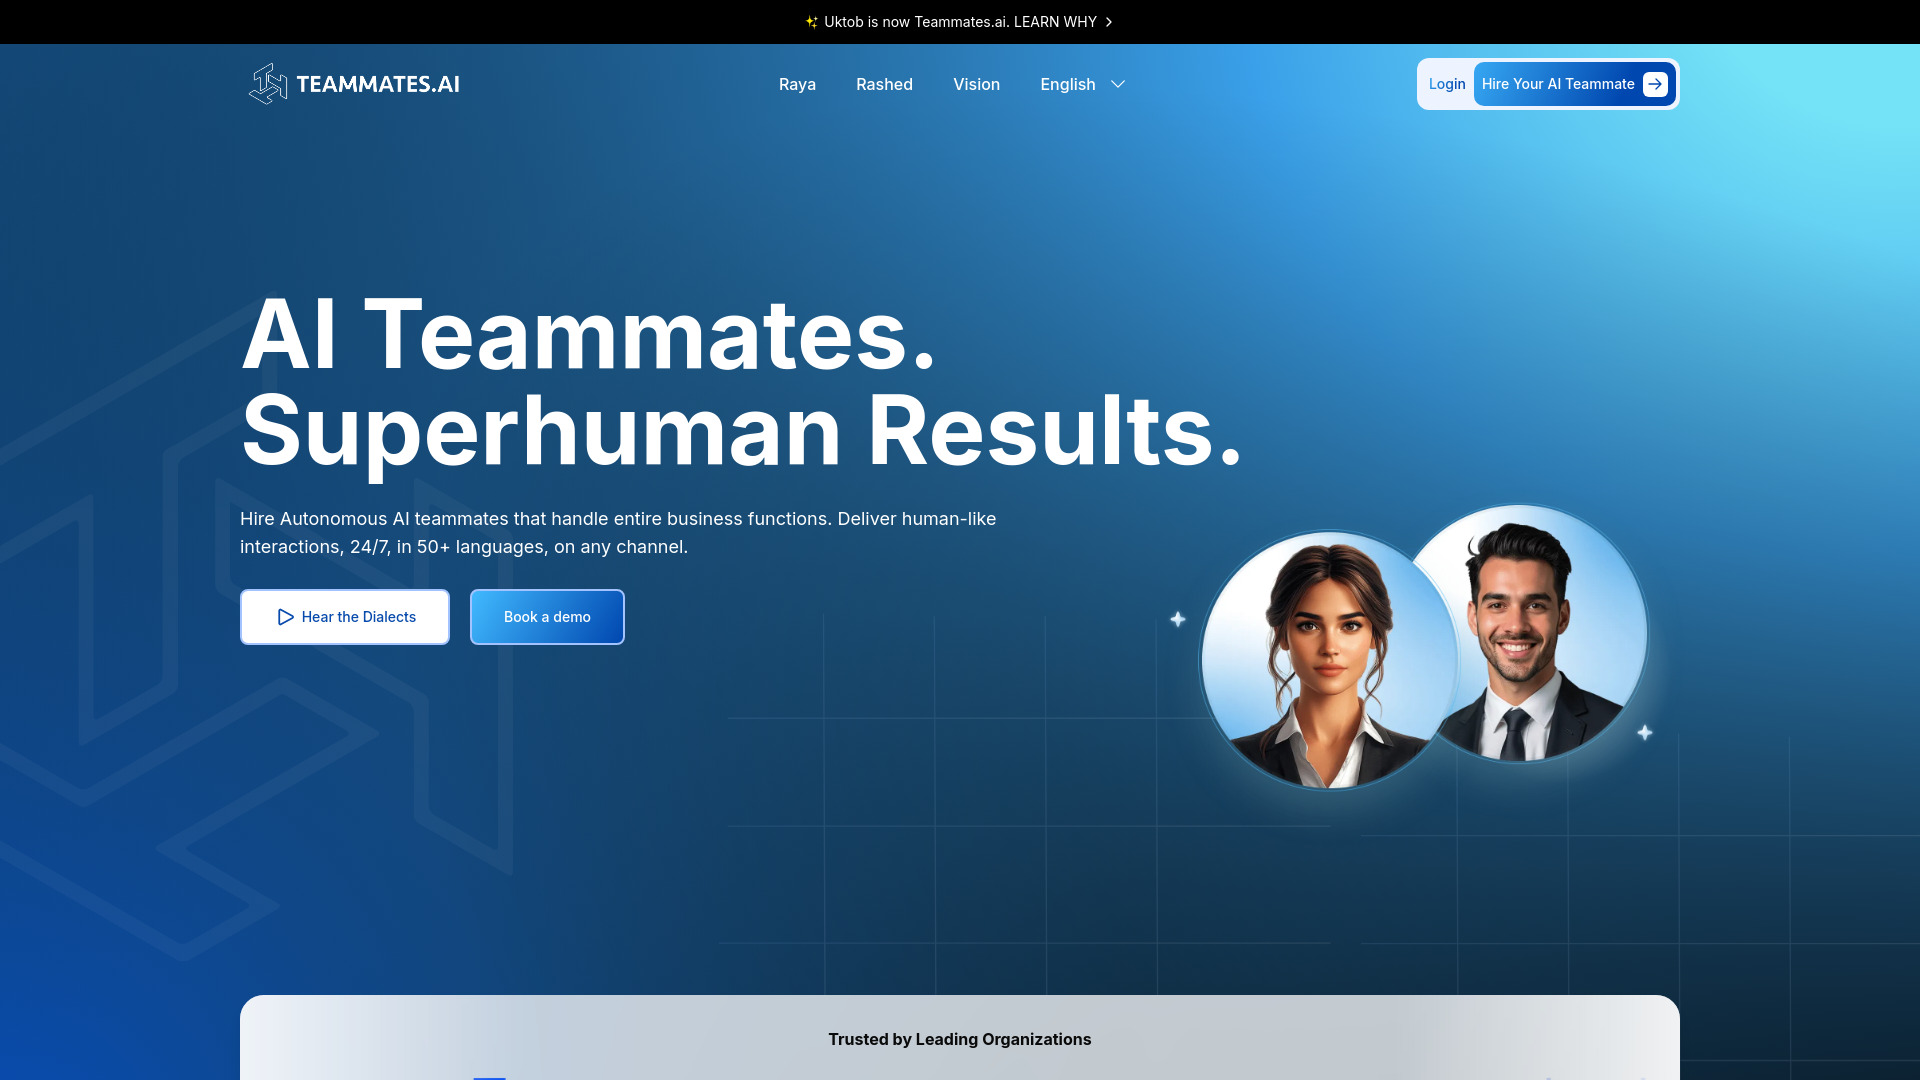 ✨ Uktob is now Teammates.ai. LEARN WHY
TEAMMATES.AI
Raya
Rashed
Vision
English
Login
Hire Your AI Teammate
AI Teammates.
Superhuman Results.
Hire Autonomous AI teammates that handle entire business functions. Deliver human-like
interactions, 24/7, in 50+ languages, on any channel.
Hear the Dialects
Book a demo
Trusted by Leading Organizations